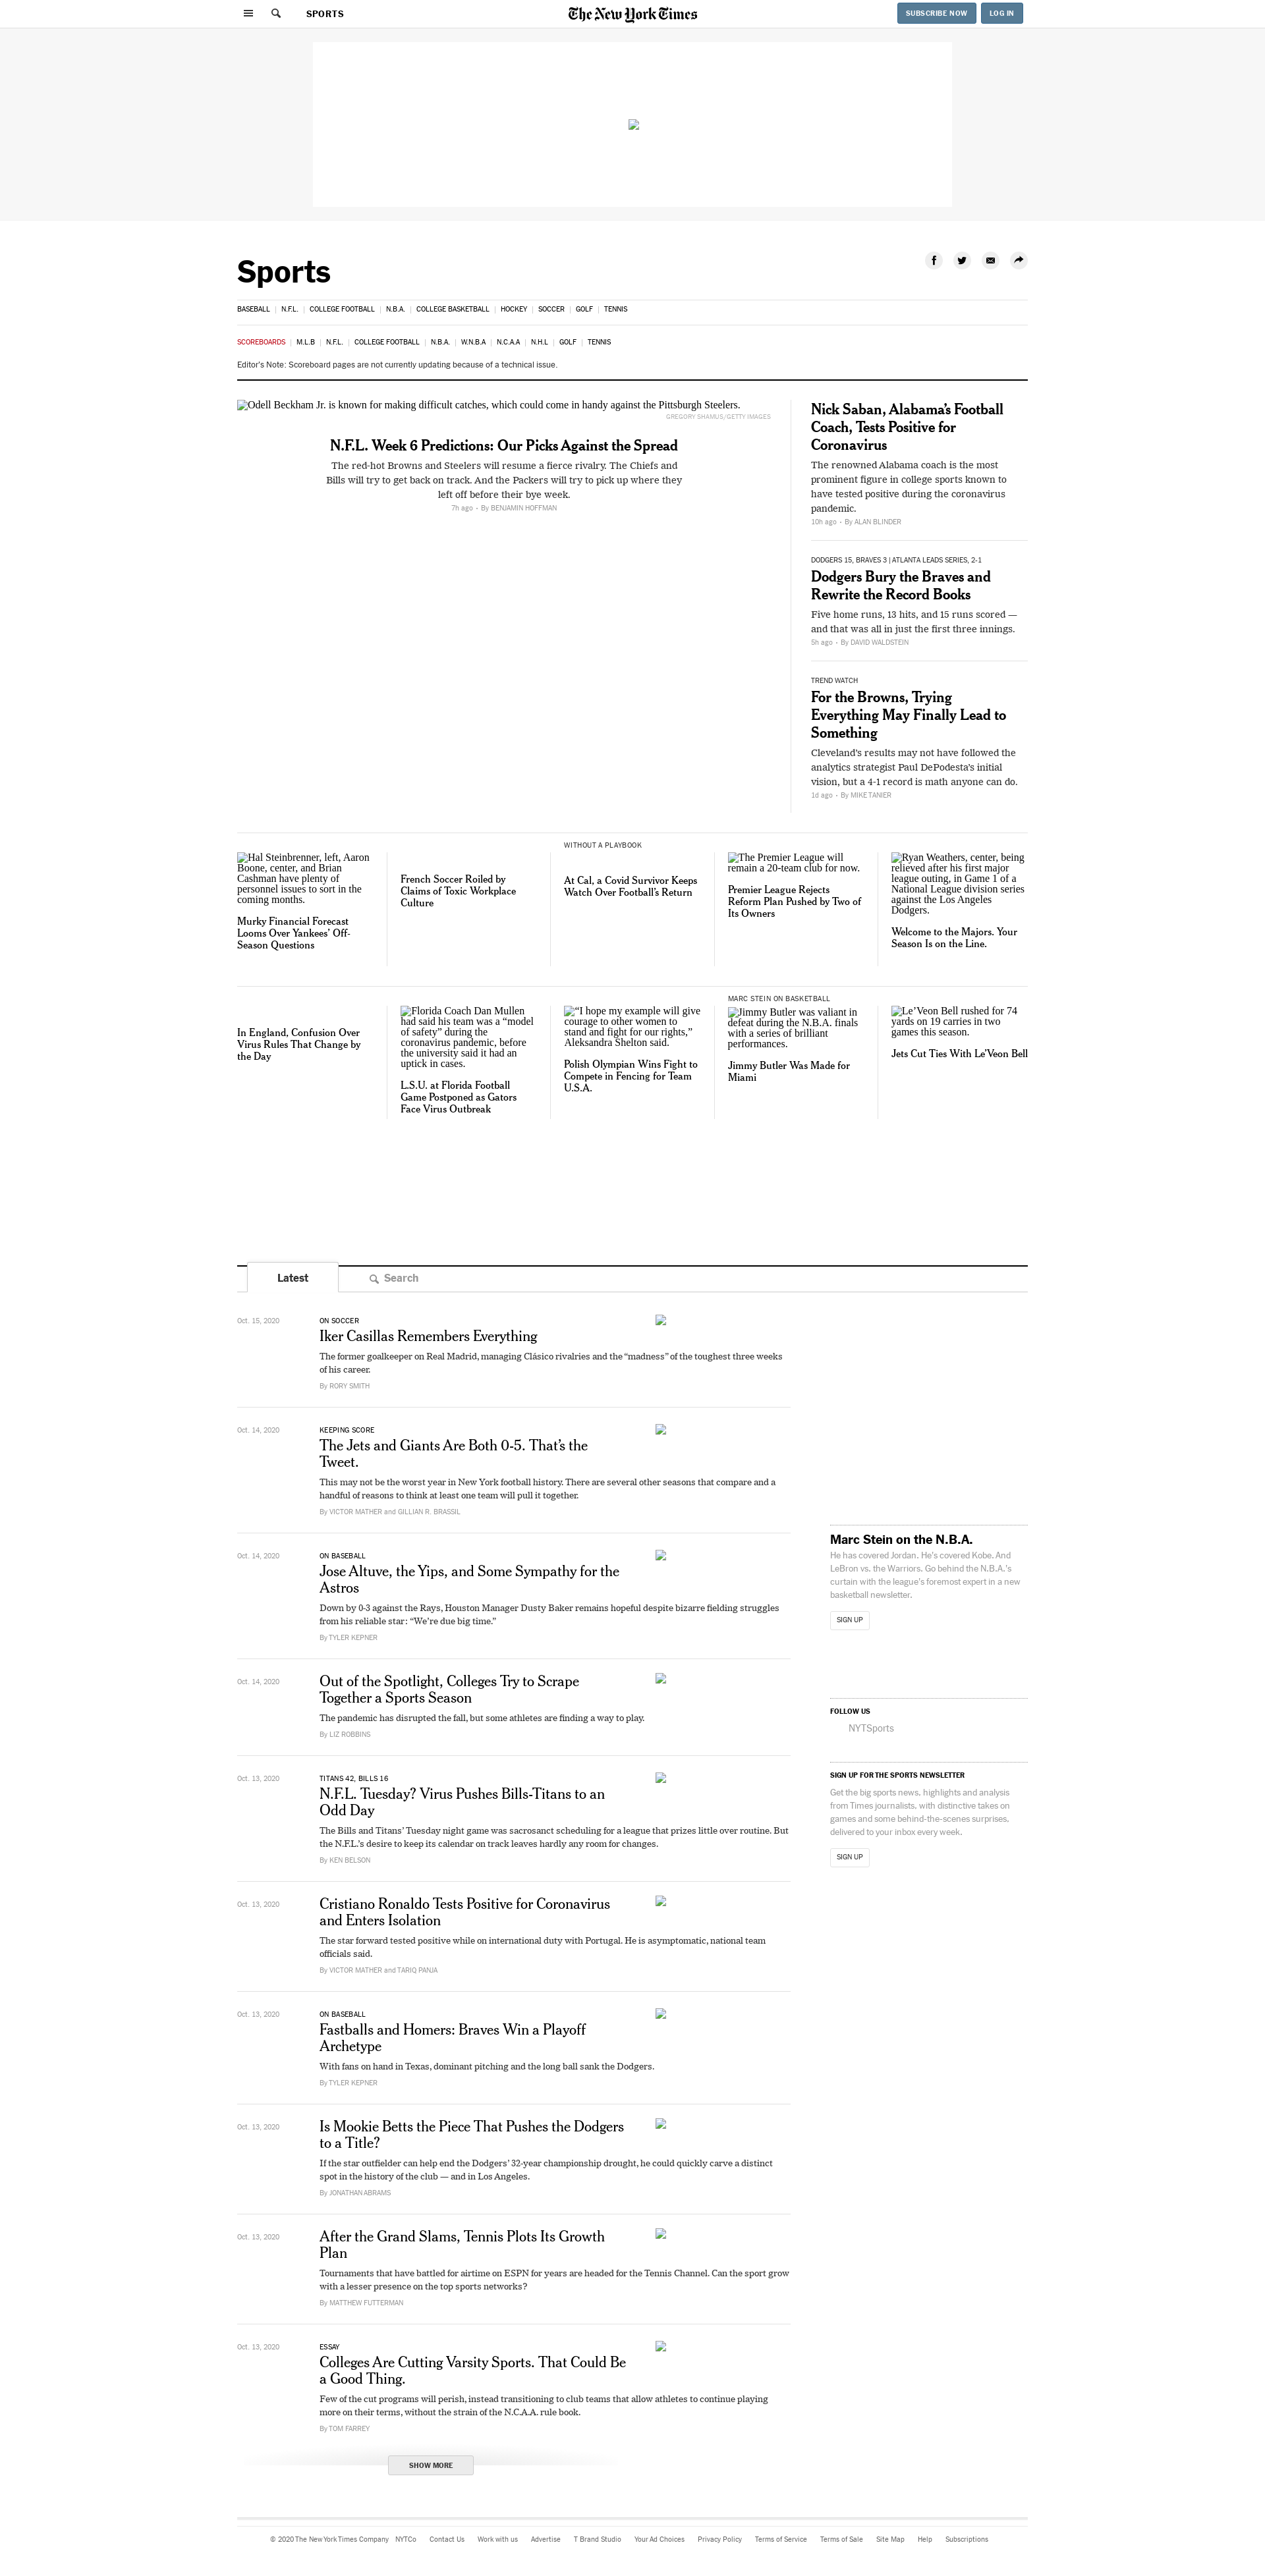 SPORTS
The New York Times
SUBSCRIBE NOW
LOG IN
Sports
BASEBALL
N.F.L.
COLLEGE FOOTBALL
N.B.A.
COLLEGE BASKETBALL
HOCKEY
SOCCER
GOLF
TENNIS
SCOREBOARDS
M.L.B
N.F.L.
COLLEGE FOOTBALL
N.B.A.
W.N.B.A
N.C.A.A
N.H.L
GOLF
TENNIS
Editor's Note: Scoreboard pages are not currently updating because of a technical issue.
Odell Beckham Jr. is known for making difficult catches, which could come in handy against the Pittsburgh Steelers.
GREGORY SHAMUS/GETTY IMAGES
N.F.L. Week 6 Predictions: Our Picks Against the Spread
The red-hot Browns and Steelers will resume a fierce rivalry. The Chiefs and
Bills will try to get back on track. And the Packers will try to pick up where they
left off before their bye week.
7h ago • By BENJAMIN HOFFMAN
Nick Saban, Alabama's Football
Coach, Tests Positive for
Coronavirus
The renowned Alabama coach is the most
prominent figure in college sports known to
have tested positive during the coronavirus
pandemic.
10h ago • By ALAN BLINDER
DODGERS 15, BRAVES 3 | ATLANTA LEADS SERIES, 2-1
Dodgers Bury the Braves and
Rewrite the Record Books
Five home runs, 13 hits, and 15 runs scored —
and that was all in just the first three innings.
5h ago • By DAVID WALDSTEIN
TREND WATCH
For the Browns, Trying
Everything May Finally Lead to
Something
Cleveland's results may not have followed the
analytics strategist Paul DePodesta's initial
vision, but a 4-1 record is math anyone can do.
1d ago • By MIKE TANIER
Hal Steinbrenner, left, Aaron
Boone, center, and Brian
Cashman have plenty of
personnel issues to sort in the
coming months.
Murky Financial Forecast
Looms Over Yankees' Off-
Season Questions
French Soccer Roiled by
Claims of Toxic Workplace
Culture
WITHOUT A PLAYBOOK
At Cal, a Covid Survivor Keeps
Watch Over Football's Return
The Premier League will
remain a 20-team club for now.
Premier League Rejects
Reform Plan Pushed by Two of
Its Owners
Ryan Weathers, center, being
relieved after his first major
league outing, in Game 1 of a
National League division series
against the Los Angeles
Dodgers.
Welcome to the Majors. Your
Season Is on the Line.
In England, Confusion Over
Virus Rules That Change by
the Day
Florida Coach Dan Mullen
had said his team was a "model
of safety" during the
coronavirus pandemic, before
the university said it had an
uptick in cases.
L.S.U. at Florida Football
Game Postponed as Gators
Face Virus Outbreak
"I hope my example will give
courage to other women to
stand and fight for our rights,"
Aleksandra Shelton said.
Polish Olympian Wins Fight to
Compete in Fencing for Team
U.S.A.
MARC STEIN ON BASKETBALL
Jimmy Butler was valiant in
defeat during the N.B.A. finals
with a series of brilliant
performances.
Jimmy Butler Was Made for
Miami
Le'Veon Bell rushed for 74
yards on 19 carries in two
games this season.
Jets Cut Ties With Le'Veon Bell
Latest
Search
Oct. 15, 2020
ON SOCCER
Iker Casillas Remembers Everything
The former goalkeeper on Real Madrid, managing Clásico rivalries and the "madness" of the toughest three weeks
of his career.
By RORY SMITH
Oct. 14, 2020
KEEPING SCORE
The Jets and Giants Are Both 0-5. That's the
Tweet.
This may not be the worst year in New York football history. There are several other seasons that compare and a
handful of reasons to think at least one team will pull it together.
By VICTOR MATHER and GILLIAN R. BRASSIL
Oct. 14, 2020
ON BASEBALL
Jose Altuve, the Yips, and Some Sympathy for the
Astros
Down by 0-3 against the Rays, Houston Manager Dusty Baker remains hopeful despite bizarre fielding struggles
from his reliable star: "We're due big time."
By TYLER KEPNER
Oct. 14, 2020
Out of the Spotlight, Colleges Try to Scrape
Together a Sports Season
The pandemic has disrupted the fall, but some athletes are finding a way to play.
By LIZ ROBBINS
Oct. 13, 2020
TITANS 42, BILLS 16
N.F.L. Tuesday? Virus Pushes Bills-Titans to an
Odd Day
The Bills and Titans' Tuesday night game was sacrosanct scheduling for a league that prizes little over routine. But
the N.F.L.'s desire to keep its calendar on track leaves hardly any room for changes.
By KEN BELSON
Oct. 13, 2020
Cristiano Ronaldo Tests Positive for Coronavirus
and Enters Isolation
The star forward tested positive while on international duty with Portugal. He is asymptomatic, national team
officials said.
By VICTOR MATHER and TARIQ PANJA
Oct. 13, 2020
ON BASEBALL
Fastballs and Homers: Braves Win a Playoff
Archetype
With fans on hand in Texas, dominant pitching and the long ball sank the Dodgers.
By TYLER KEPNER
Oct. 13, 2020
Is Mookie Betts the Piece That Pushes the Dodgers
to a Title?
If the star outfielder can help end the Dodgers' 32-year championship drought, he could quickly carve a distinct
spot in the history of the club — and in Los Angeles.
By JONATHAN ABRAMS
Oct. 13, 2020
After the Grand Slams, Tennis Plots Its Growth
Plan
Tournaments that have battled for airtime on ESPN for years are headed for the Tennis Channel. Can the sport grow
with a lesser presence on the top sports networks?
By MATTHEW FUTTERMAN
Oct. 13, 2020
ESSAY
Colleges Are Cutting Varsity Sports. That Could Be
a Good Thing.
Few of the cut programs will perish, instead transitioning to club teams that allow athletes to continue playing
more on their terms, without the strain of the N.C.A.A. rule book.
By TOM FARREY
SHOW MORE
Marc Stein on the N.B.A.
He has covered Jordan. He's covered Kobe. And
LeBron vs. the Warriors. Go behind the N.B.A.'s
curtain with the league's foremost expert in a new
basketball newsletter.
SIGN UP
FOLLOW US
NYTSports
SIGN UP FOR THE SPORTS NEWSLETTER
Get the big sports news, highlights and analysis
from Times journalists, with distinctive takes on
games and some behind-the-scenes surprises,
delivered to your inbox every week.
SIGN UP
© 2020 The New York Times Company
NYTCo
Contact Us
Work with us
Advertise
T Brand Studio
Your Ad Choices
Privacy Policy
Terms of Service
Terms of Sale
Site Map
Help
Subscriptions